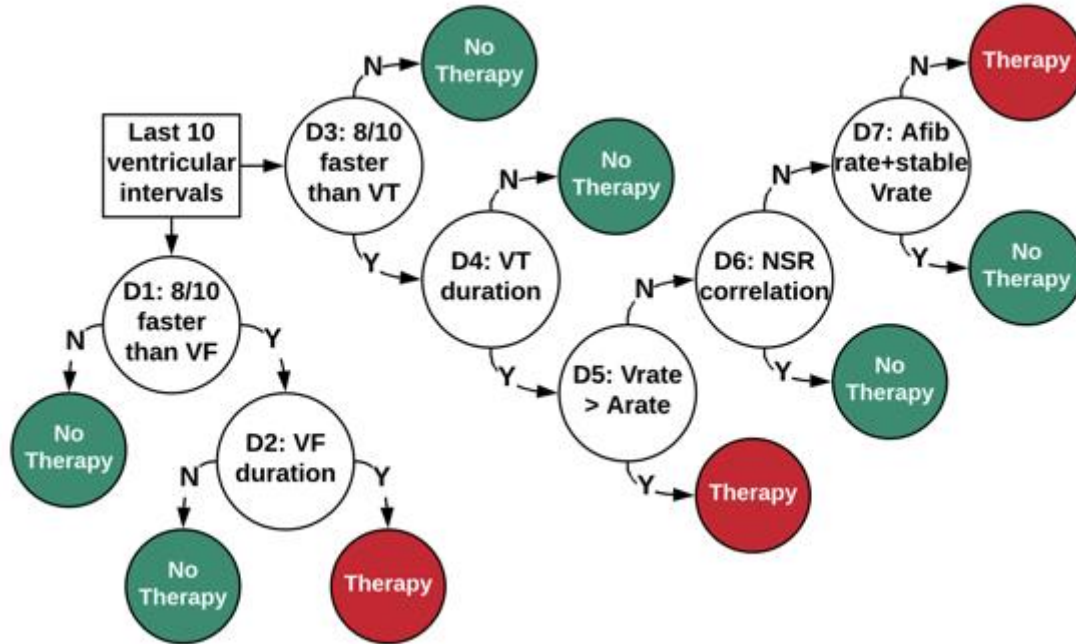 Last 10
ventricular
intervals
D1: 8/10
faster
than VF
N
No
Therapy
Y
D2: VF
duration
N
No
Therapy
Y
Therapy
D3: 8/10
faster
than VT
N
No
Therapy
Y
D4: VT
duration
N
No
Therapy
Y
D5: Vrate
> Arate
Y
Therapy
N
D6: NSR
correlation
Y
No
Therapy
N
D7: Afib
rate+stable
Vrate
N
Therapy
Y
No
Therapy